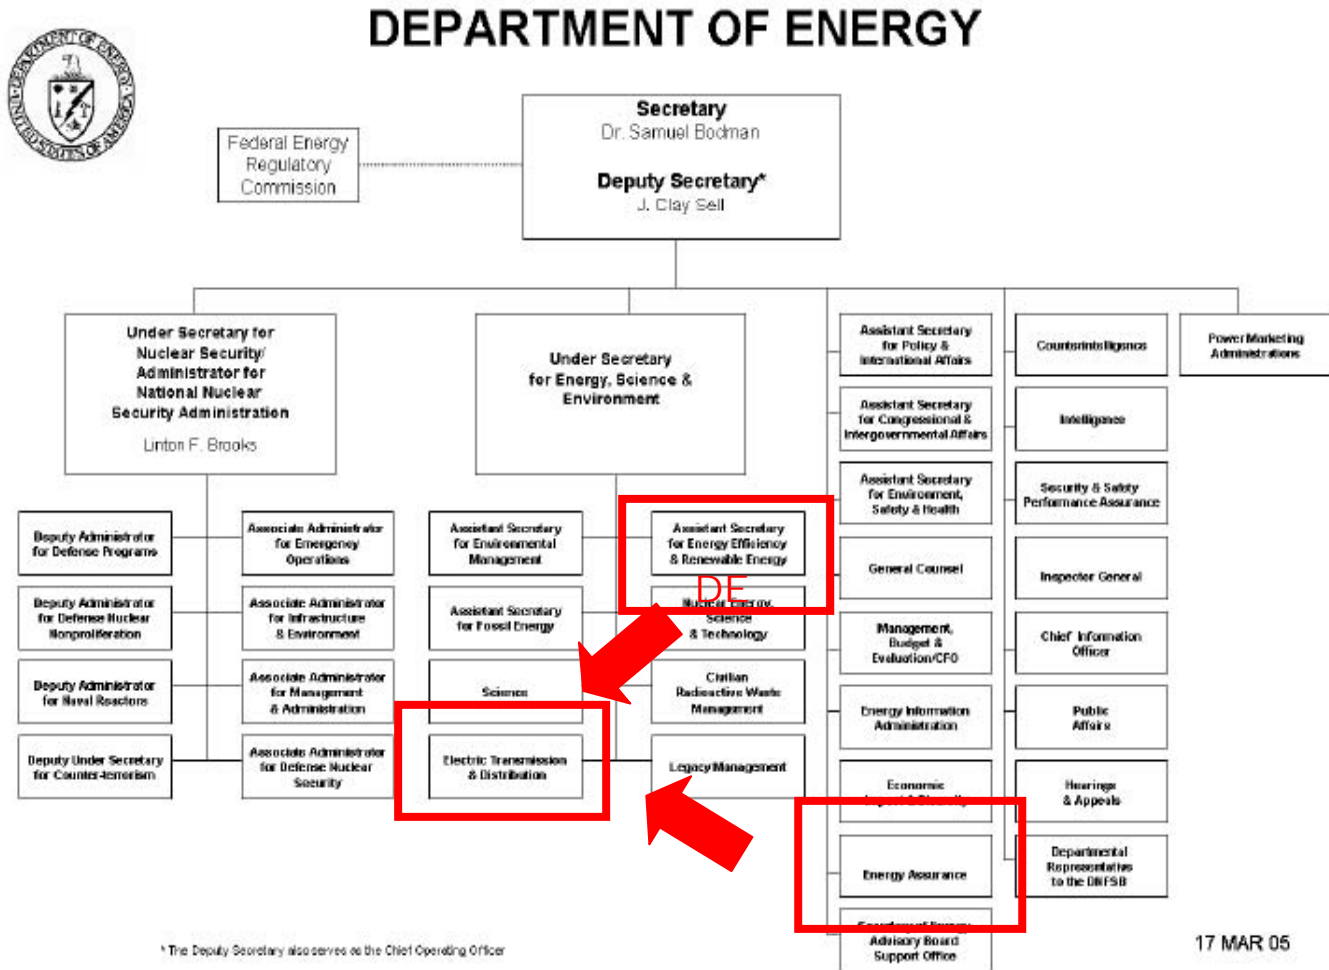 DEPARTMENT OF ENERGY
DEPARTMENT OF ENERGY
UNITED STATES OF AMERICA
Federal Energy
Regulatory
Commission
Secretary
Dr. Samuel Bodman
Deputy Secretary*
J. Clay Sell
Under Secretary for
Nuclear Security/
Administrator for
National Nuclear
Security Administration
Linton F. Brooks
Under Secretary
for Energy, Science &
Environment
Assistant Secretary
for Policy &
International Affairs
Counterintelligence
Power Marketing
Administrations
Assistant Secretary
for Congressional &
Intergovernmental Affairs
Intelligence
Assistant Secretary
for Environment,
Safety & Health
Security & Safety
Performance Assurance
Deputy Administrator
for Defense Programs
Associate Administrator
for Emergency
Operations
Assistant Secretary
for Environmental
Management
Assistant Secretary
for Energy Efficiency
& Renewable Energy
DE
General Counsel
Inspector General
Deputy Administrator
for Defense Nuclear
Nonproliferation
Associate Administrator
for Infrastructure
& Environment
Assistant Secretary
for Fossil Energy
Nuclear Energy,
Science
& Technology
Management,
Budget &
Evaluation/CFO
Chief Information
Officer
Deputy Administrator
for Naval Reactors
Associate Administrator
for Management
& Administration
Science
Civilian
Radioactive Waste
Management
Energy Information
Administration
Public
Affairs
Deputy Under Secretary
for Counter-terrorism
Associate Administrator
for Defense Nuclear
Security
Electric Transmission
& Distribution
Legacy Management
Economic
Hearings
& Appeals
Energy Assurance
Departmental
Representative
to the DNFSB
Advisory Board
Support Office
* The Deputy Secretary also serves as the Chief Operating Officer
17 MAR 05